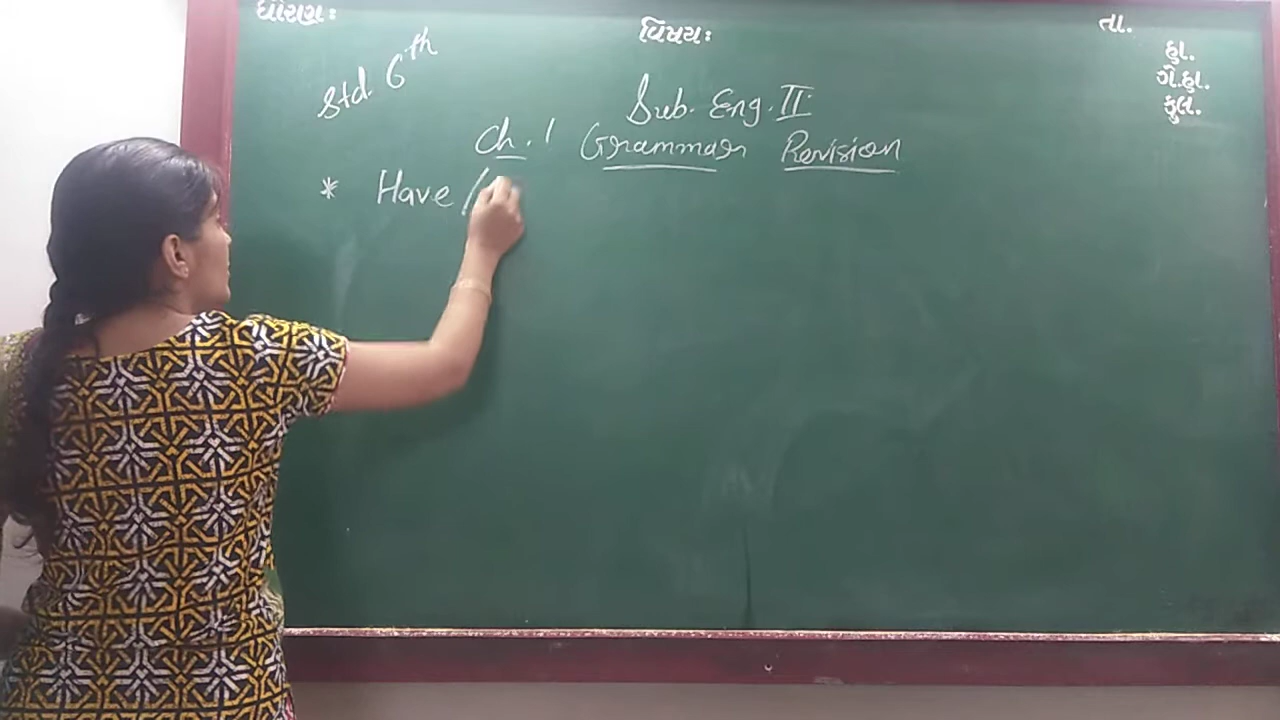 ધોરણઃ
વિષયઃ
તા.
હા.
ગે.હા.
કુલ.
Std. 6th
Sub. Eng. II
Ch. 1 Grammar Revision
* Have /